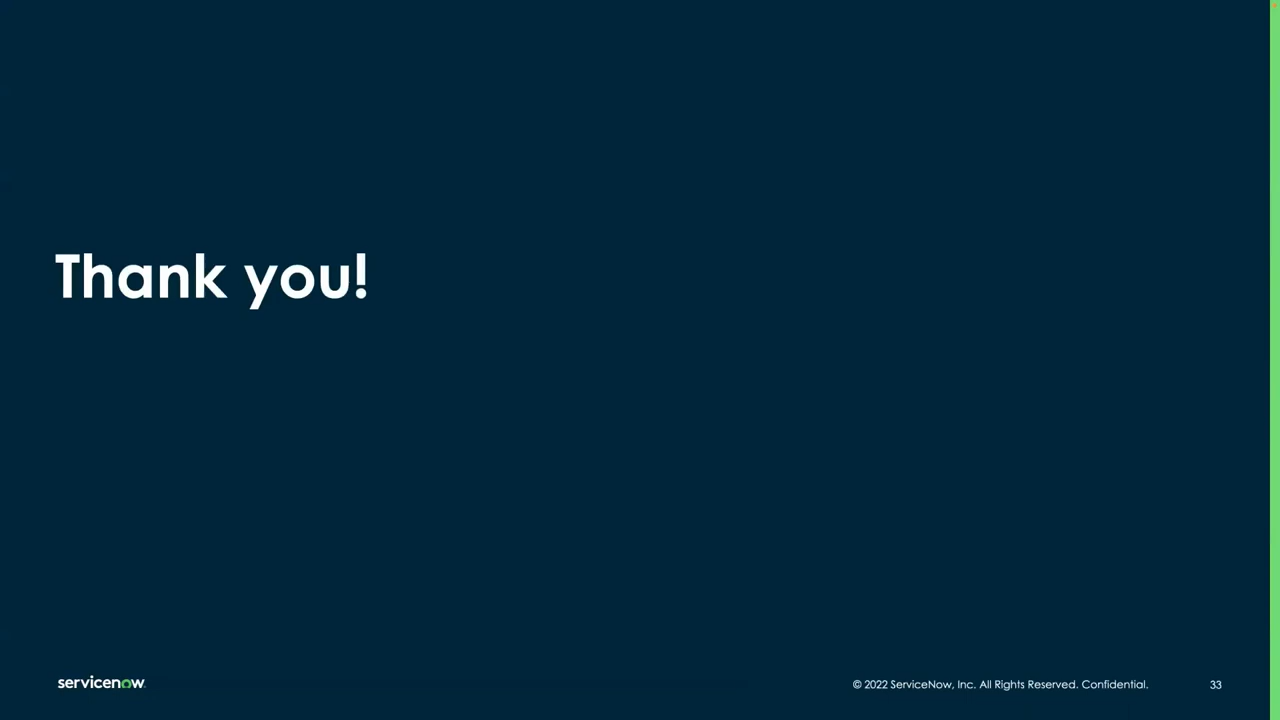 Thank you!
servicenow.
© 2022 ServiceNow, Inc. All Rights Reserved. Confidential.
33